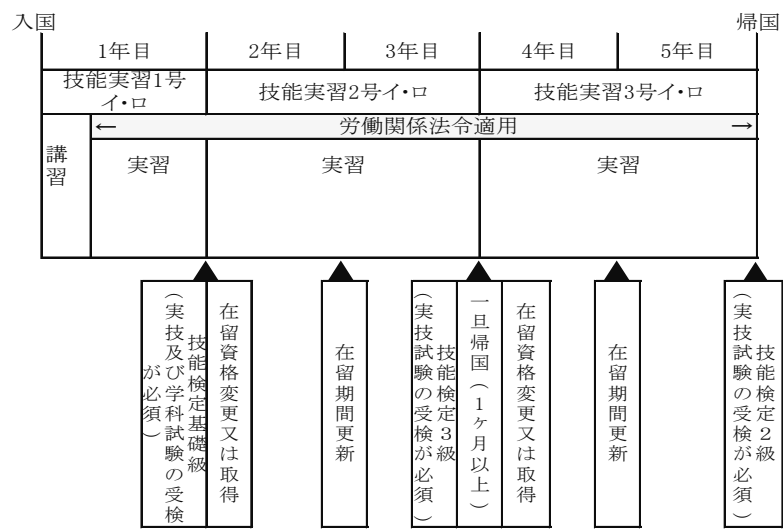 入国
帰国
1年目
2年目
3年目
4年目
5年目
技能実習1号
イ・ロ
技能実習2号イ・ロ
技能実習3号イ・ロ
← 労働関係法令適用 →
講習
実習
実習
実習
技能検定基礎級
（実技及び学科試験の受検
が必須）
在留資格変更又は取得
在留期間更新
技能検定３級
（実技試験の受検が必須）
一旦帰国（１ヶ月以上）
在留資格変更又は取得
在留期間更新
技能検定２級
（実技試験の受検が必須）